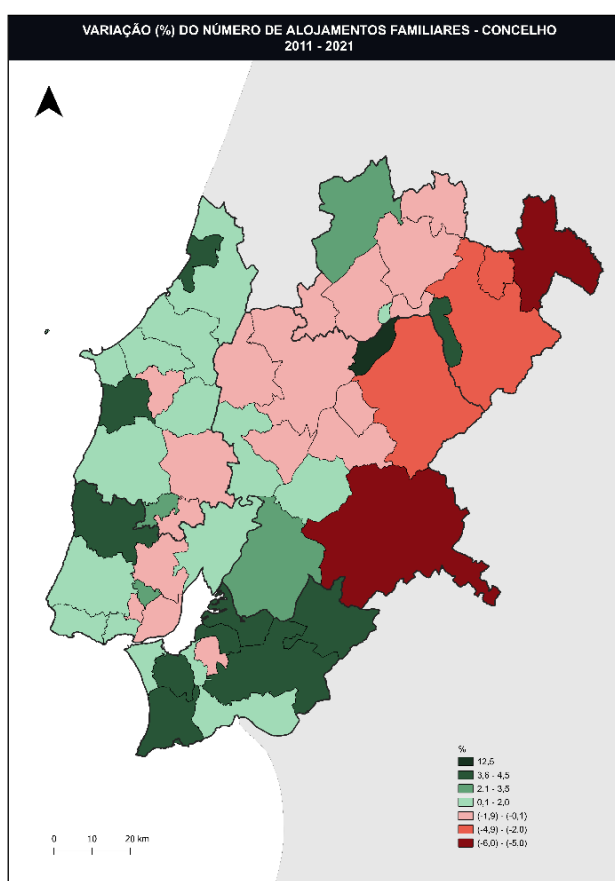 VARIAÇÃO (%) DO NÚMERO DE ALOJAMENTOS FAMILIARES - CONCELHO
2011 - 2021
%
12,6
3,6 - 4,5
2,1 - 3,5
0,1 - 2,0
(-1,9) - (-0,1)
(-4,9) - (-2,0)
(-6,0) - (-5,0)
0 10 20 km